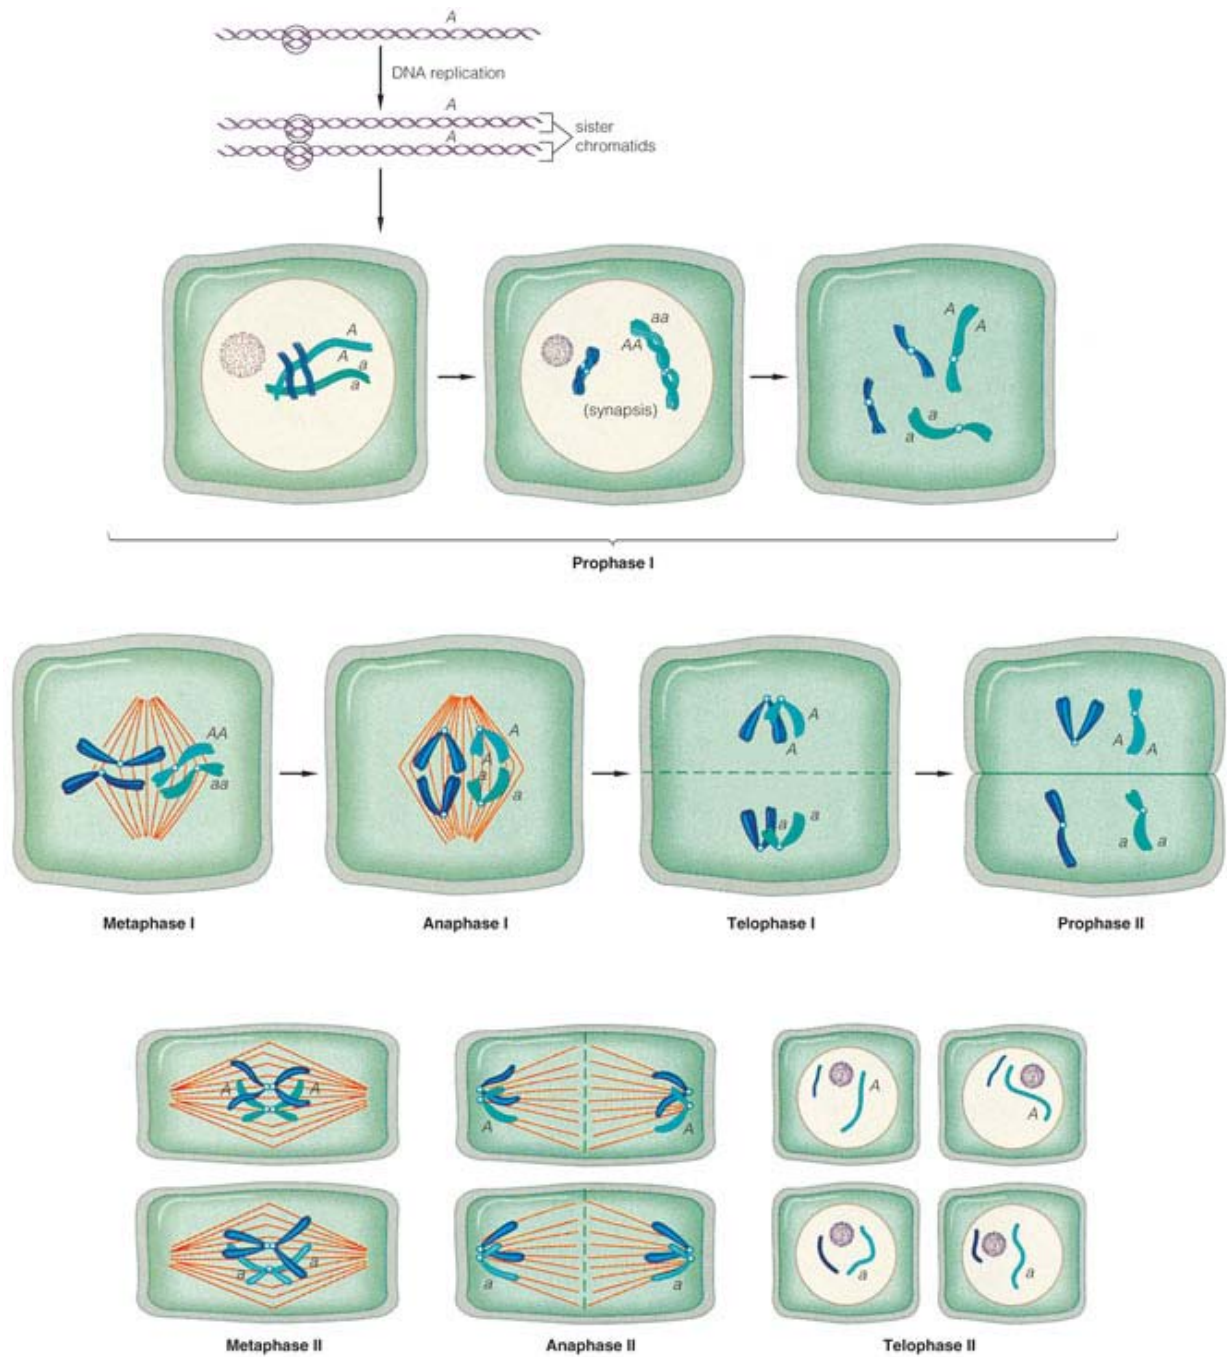 A
DNA replication
A
A
sister
chromatids
A
A
a
a
aa
AA
(synapsis)
A
A
a
a
Prophase I
AA
aa
A
A
a
a
A
A
a
a
A
A
a
a
Metaphase I
Anaphase I
Telophase I
Prophase II
A
A
A
A
A
A
a
a
a
a
a
a
Metaphase II
Anaphase II
Telophase II